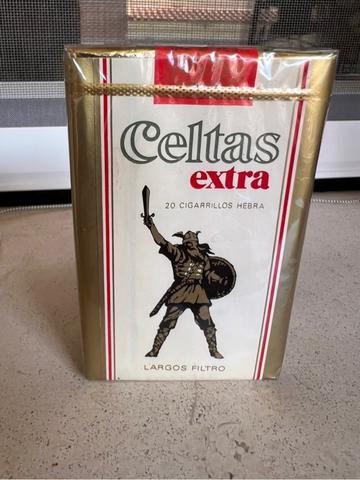 Celtas
extra
20 CIGARRILLOS HEBRA
LARGOS FILTRO